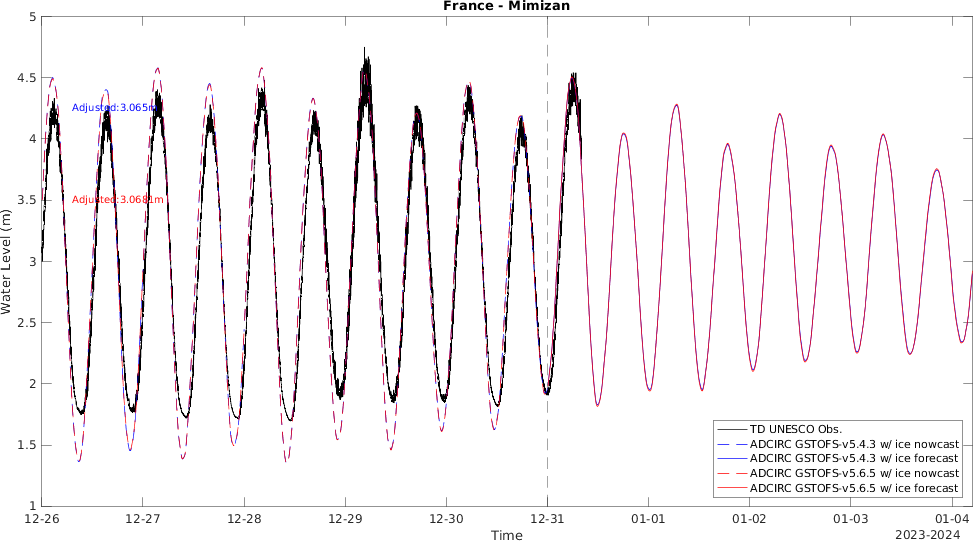 France - Mimizan
5
4.5
4
3.5
3
2.5
2
1.5
1
Water Level (m)
Adjusted:3.065m
Adjusted:3.0681m
TD UNESCO Obs.
ADCIRC GSTOFS-v5.4.3 w/ ice nowcast
ADCIRC GSTOFS-v5.4.3 w/ ice forecast
ADCIRC GSTOFS-v5.6.5 w/ ice nowcast
ADCIRC GSTOFS-v5.6.5 w/ ice forecast
12-26 12-27 12-28 12-29 12-30 12-31 01-01 01-02 01-03 01-04
Time
2023-2024